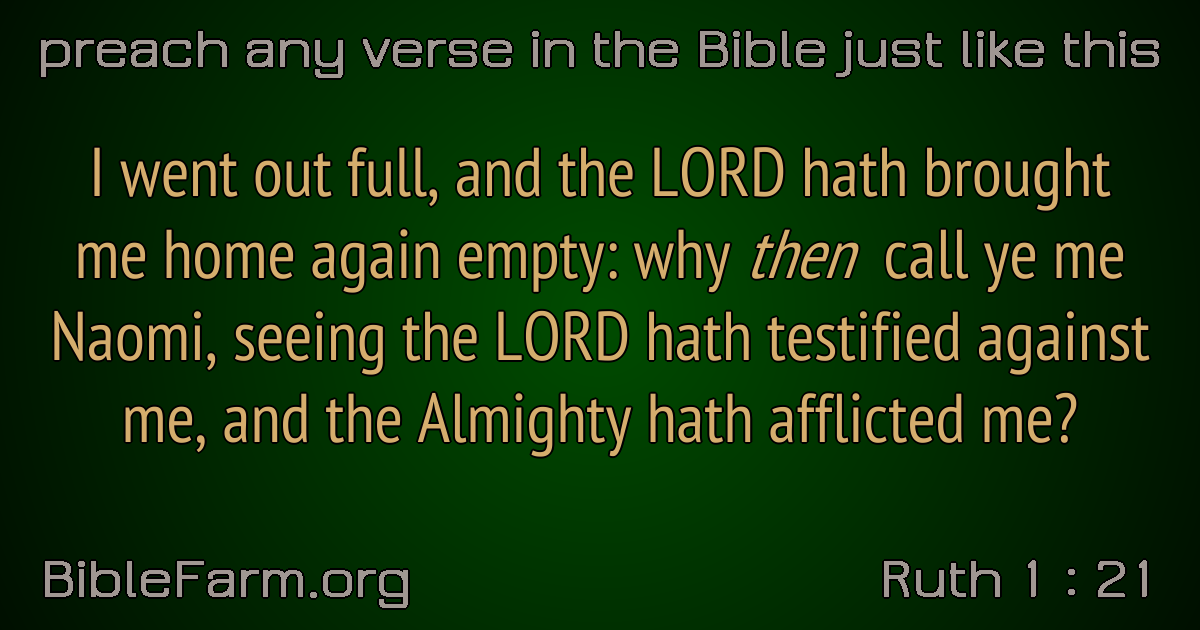 preach any verse in the Bible just like this
I went out full, and the LORD hath brought
me home again empty: why then call ye me
Naomi, seeing the LORD hath testified against
me, and the Almighty hath afflicted me?
BibleFarm.org
Ruth 1 : 21